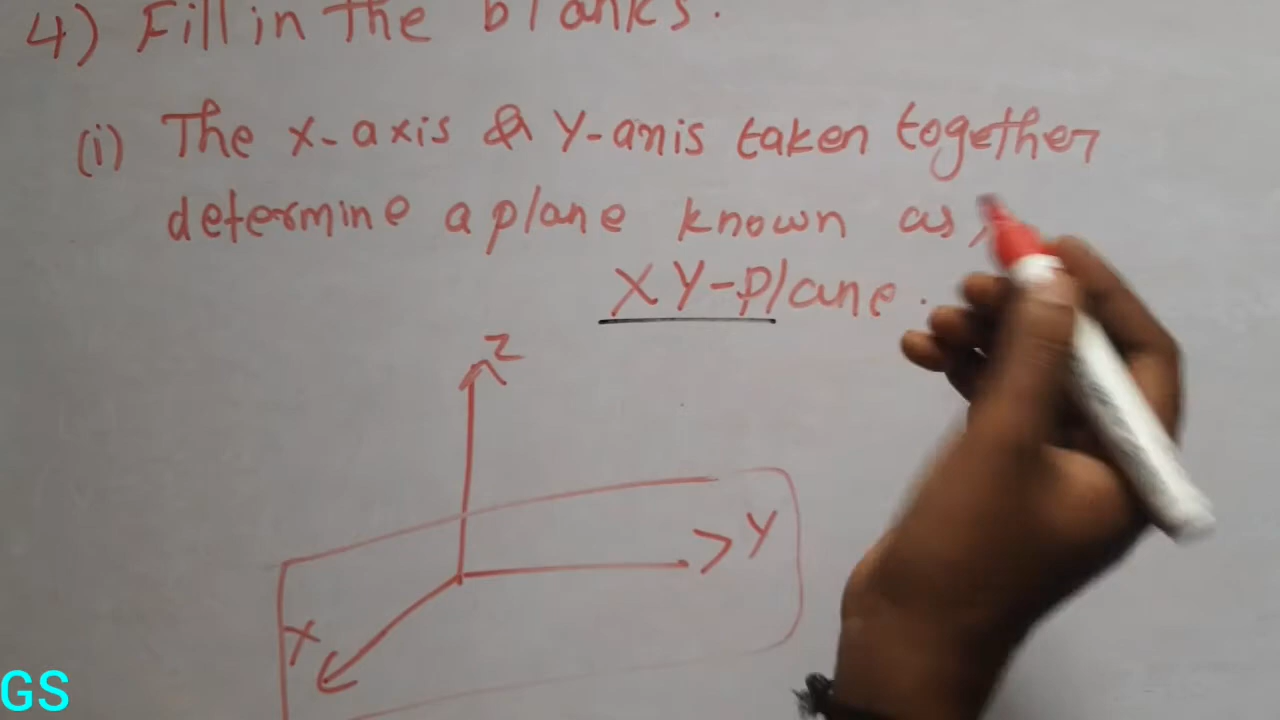 4) Fill in the blanks.
(i) The x-axis & Y-anis taken together
determine a plane known as
XY-plane.
Z
Y
X
GS